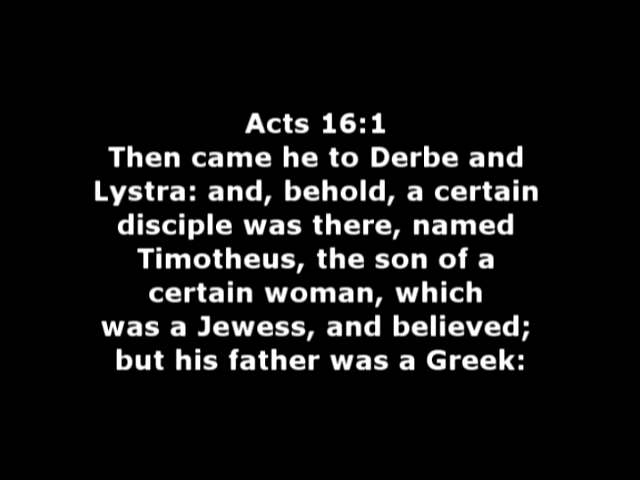 Acts 16:1
Then came he to Derbe and
Lystra: and, behold, a certain
disciple was there, named
Timotheus, the son of a
certain woman, which
was a Jewess, and believed;
but his father was a Greek: